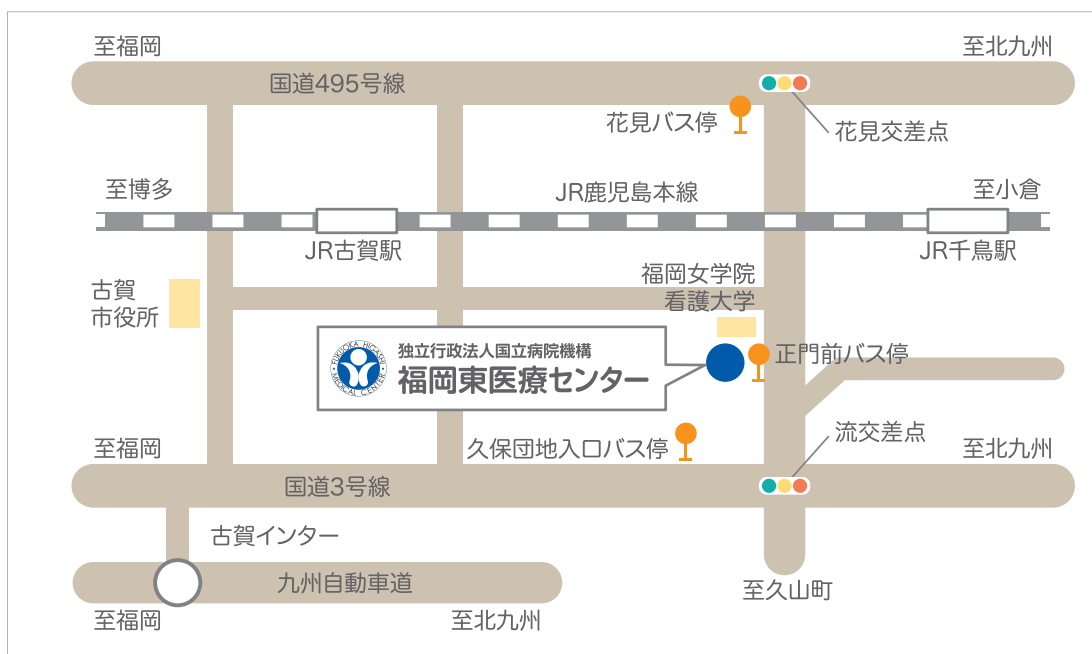 至福岡
至北九州
国道495号線
花見バス停
花見交差点
至博多
JR鹿児島本線
至小倉
JR古賀駅
JR千鳥駅
古賀
市役所
福岡女学院
看護大学
FUKUOKA HIGASHI
MEDICAL CENTER
独立行政法人国立病院機構
福岡東医療センター
正門前バス停
至福岡
久保団地入口バス停
流交差点
至北九州
国道3号線
古賀インター
九州自動車道
至久山町
至福岡
至北九州